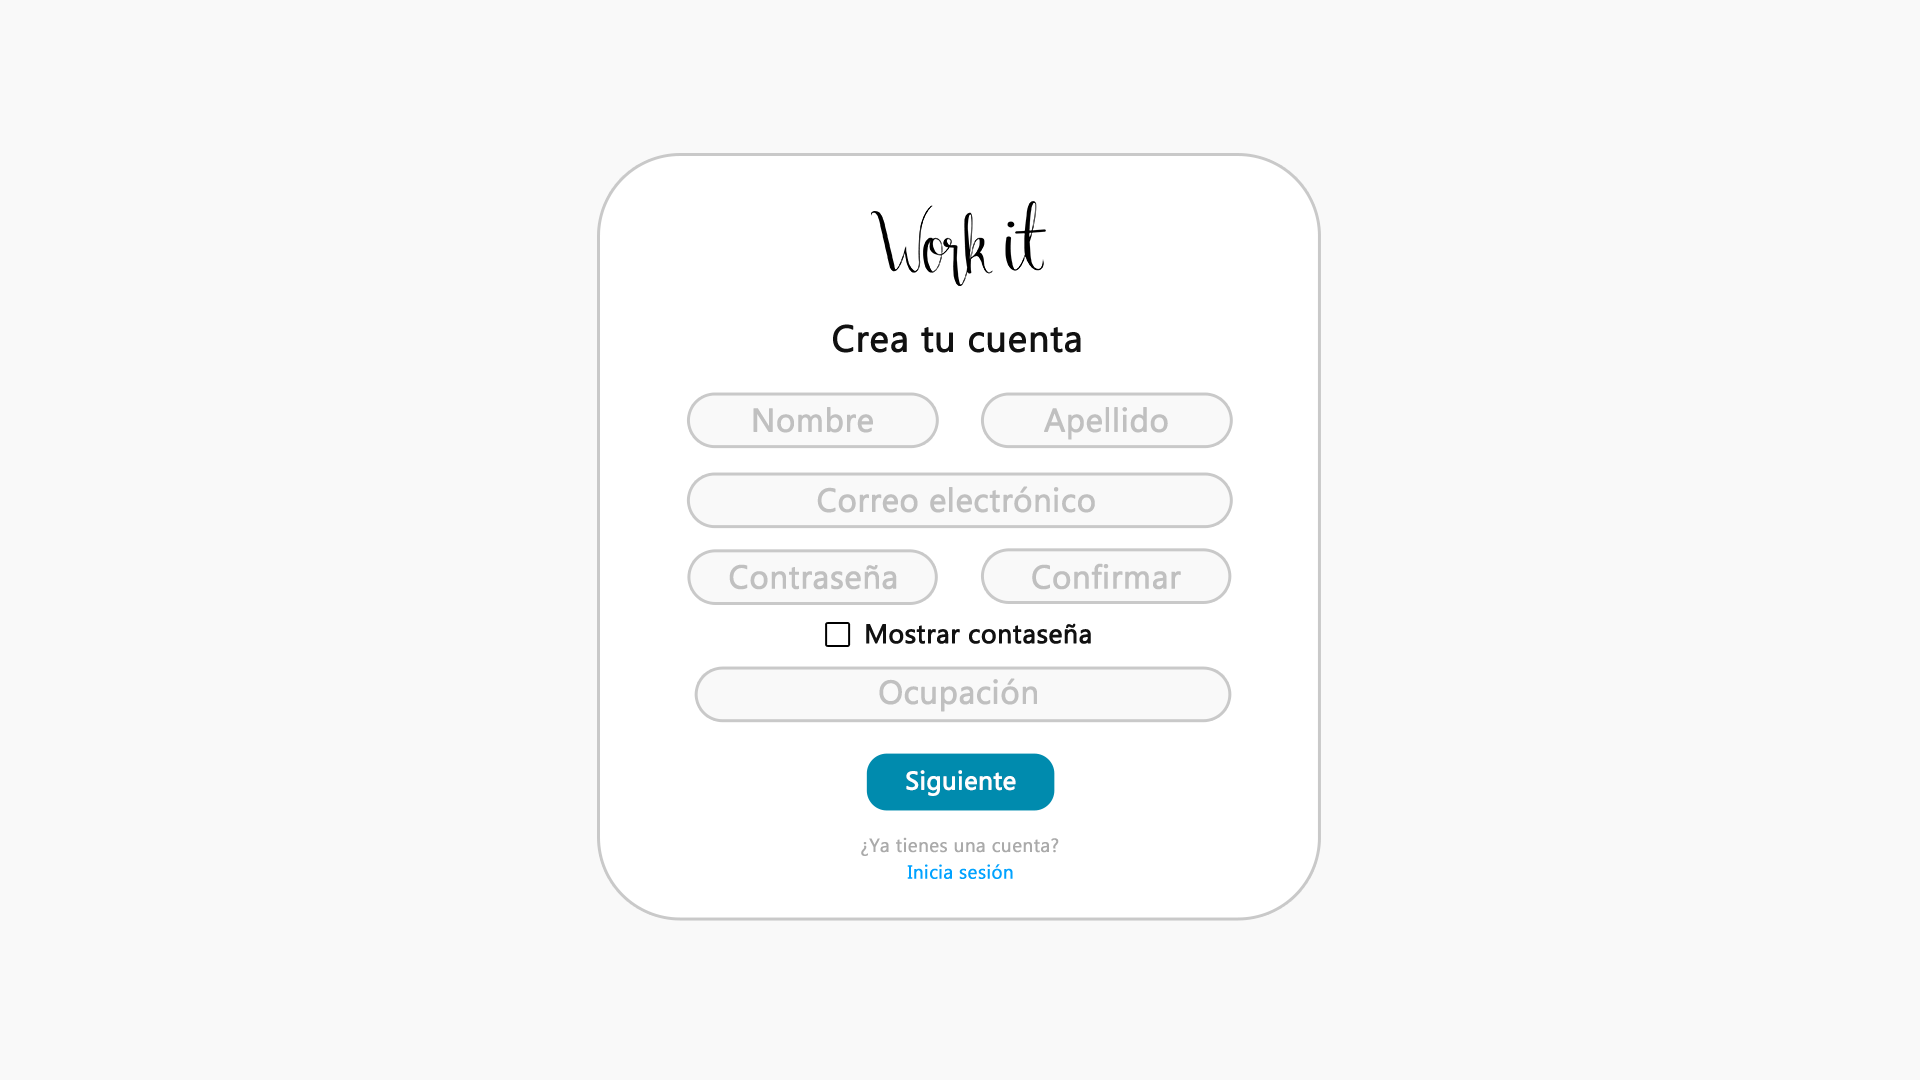 Work it
Crea tu cuenta
Nombre
Apellido
Correo electrónico
Contraseña
Confirmar
Mostrar contaseña
Ocupación
Siguiente
¿Ya tienes una cuenta?
Inicia sesión